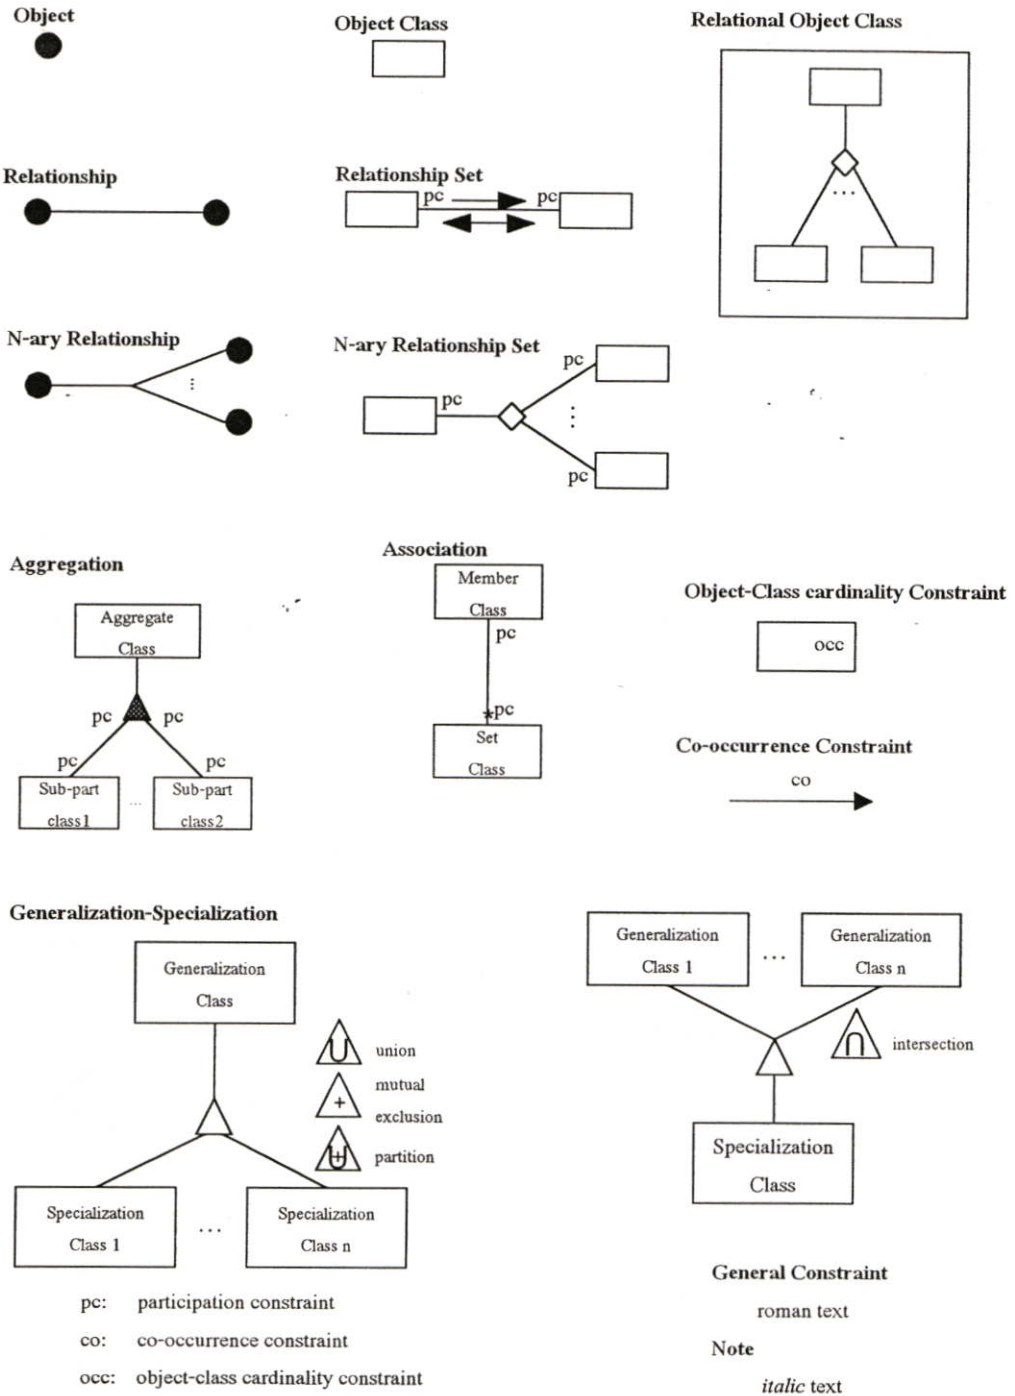 Object
Object Class
Relational Object Class
...
Relationship
Relationship Set
pc
pc
N-ary Relationship
...
N-ary Relationship Set
pc
pc
...
pc
Aggregation
Aggregate
Class
pc
pc
pc
pc
Sub-part
class1
...
Sub-part
class2
Association
Member
Class
pc
*pc
Set
Class
Object-Class cardinality Constraint
occ
Co-occurrence Constraint
co
Generalization-Specialization
Generalization
Class
U
union
+
mutual
exclusion
⊎
partition
Specialization
Class 1
...
Specialization
Class n
Generalization
Class 1
...
Generalization
Class n
∩
intersection
Specialization
Class
pc: participation constraint
co: co-occurrence constraint
occ: object-class cardinality constraint
General Constraint
roman text
Note
italic text